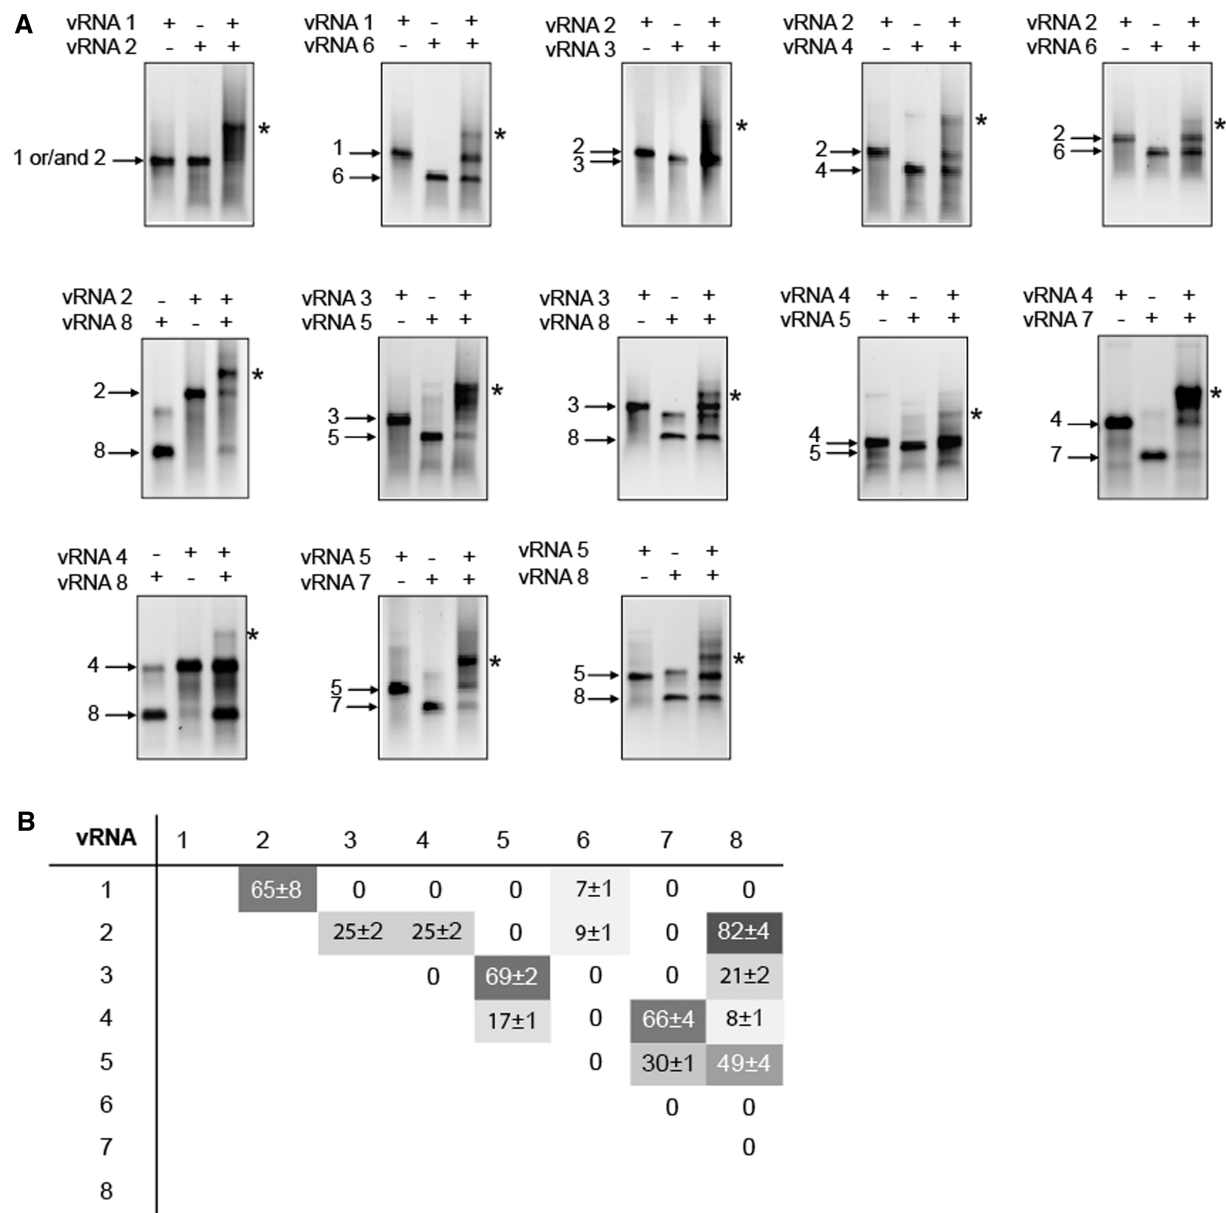 A
vRNA 1 + - +
vRNA 2 - + +
1 or/and 2
*
vRNA 1 + - +
vRNA 6 - + +
1
6
*
vRNA 2 + - +
vRNA 3 - + +
2
3
*
vRNA 2 + - +
vRNA 4 - + +
2
4
*
vRNA 2 + - +
vRNA 6 - + +
2
6
*
vRNA 2 - + +
vRNA 8 + - +
2
8
*
vRNA 3 + - +
vRNA 5 - + +
3
5
*
vRNA 3 + - +
vRNA 8 - + +
3
8
*
vRNA 4 + - +
vRNA 5 - + +
4
5
*
vRNA 4 + - +
vRNA 7 - + +
4
7
*
vRNA 4 - + +
vRNA 8 + - +
4
8
*
vRNA 5 + - +
vRNA 7 - + +
5
7
*
vRNA 5 + - +
vRNA 8 - + +
5
8
*
B
vRNA 1 2 3 4 5 6 7 8
1 65±8 0 0 0 7±1 0 0
2 25±2 25±2 0 9±1 0 82±4
3 0 69±2 0 0 21±2
4 17±1 0 66±4 8±1
5 0 30±1 49±4
6 0 0
7 0
8